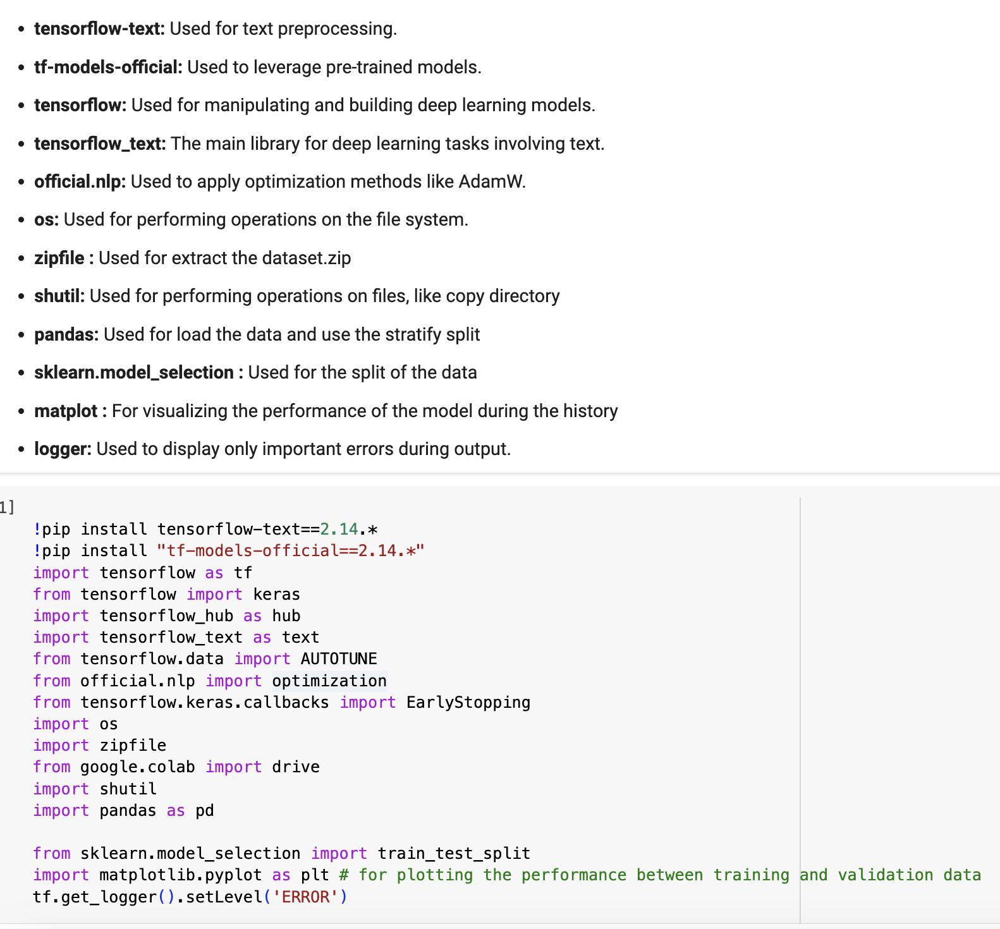 • tensorflow-text: Used for text preprocessing.
• tf-models-official: Used to leverage pre-trained models.
• tensorflow: Used for manipulating and building deep learning models.
• tensorflow_text: The main library for deep learning tasks involving text.
• official.nlp: Used to apply optimization methods like AdamW.
• os: Used for performing operations on the file system.
• zipfile : Used for extract the dataset.zip
• shutil: Used for performing operations on files, like copy directory
• pandas: Used for load the data and use the stratify split
• sklearn.model_selection : Used for the split of the data
• matplot : For visualizing the performance of the model during the history
• logger: Used to display only important errors during output.
1]
!pip install tensorflow-text==2.14.*
!pip install "tf-models-official==2.14.*"
import tensorflow as tf
from tensorflow import keras
import tensorflow_hub as hub
import tensorflow_text as text
from tensorflow.data import AUTOTUNE
from official.nlp import optimization
from tensorflow.keras.callbacks import EarlyStopping
import os
import zipfile
from google.colab import drive
import shutil
import pandas as pd
from sklearn.model_selection import train_test_split
import matplotlib.pyplot as plt # for plotting the performance between training and validation data
tf.get_logger().setLevel('ERROR')